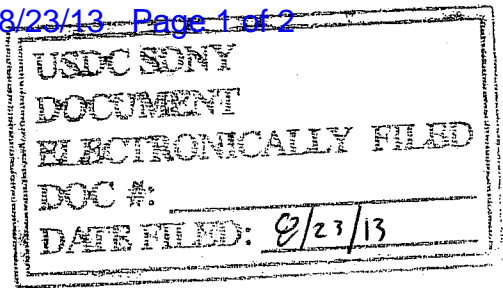 8/23/13 Page 1 of 2
USDC SDNY
DOCUMENT
ELECTRONICALLY FILED
DOC #:
DATE FILED: 8/23/13